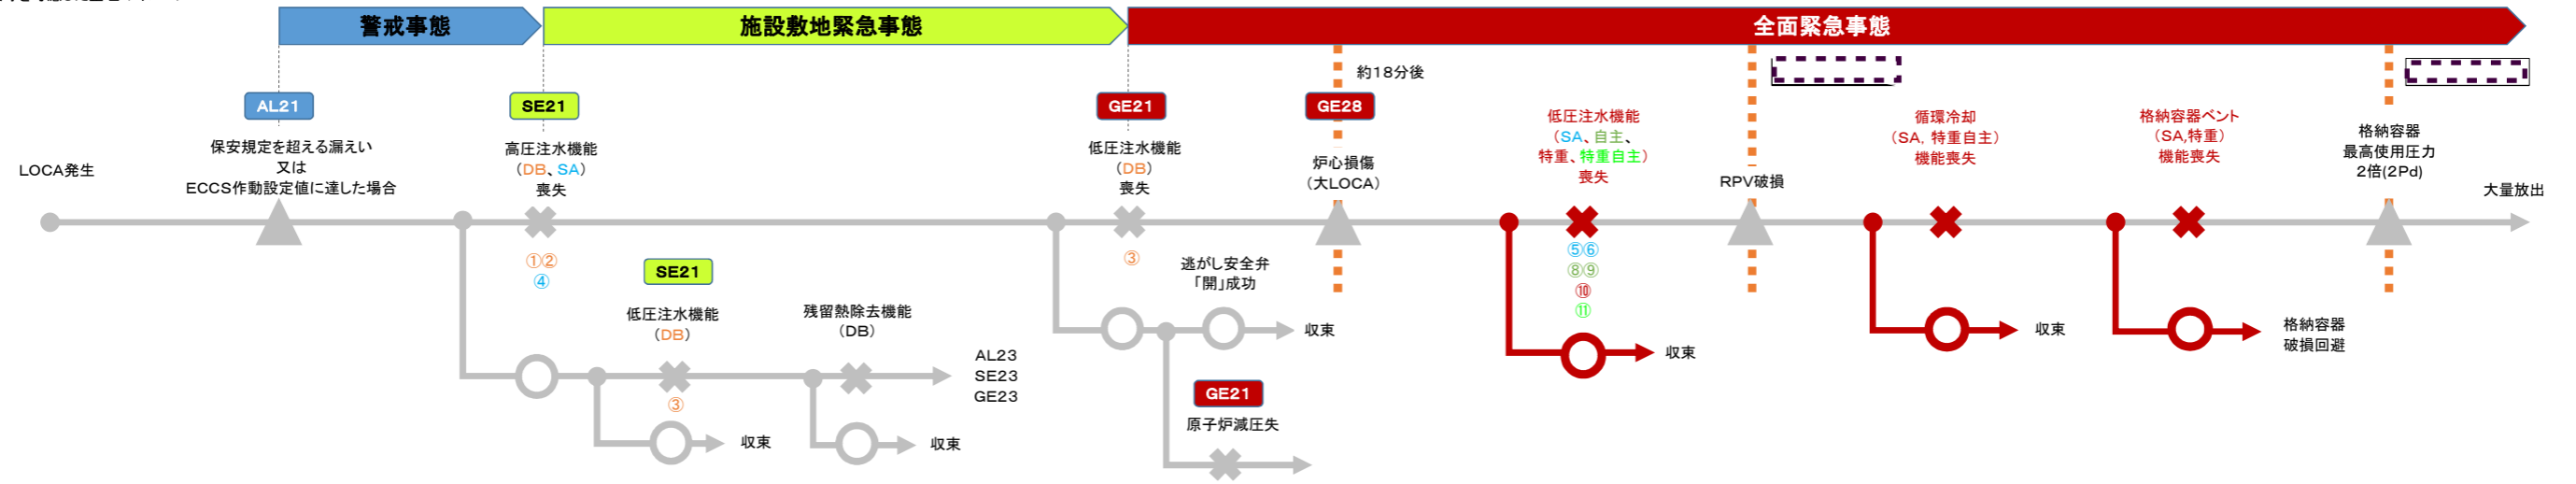 警戒事態
施設敷地緊急事態
全面緊急事態
約18分後
AL21
SE21
GE21
GE28
LOCA発生
保安規定を超える漏えい
又は
ECCS作動設定値に達した場合
高圧注水機能
(DB、SA)
喪失
低圧注水機能
(DB)
喪失
炉心損傷
(大LOCA)
低圧注水機能
(SA、自主、
特重、特重自主)
喪失
RPV破損
循環冷却
(SA, 特重自主)
機能喪失
格納容器ベント
(SA,特重)
機能喪失
格納容器
最高使用圧力
2倍(2Pd)
大量放出
①②
④
SE21
低圧注水機能
(DB)
③
収束
残留熱除去機能
(DB)
収束
AL23
SE23
GE23
③
逃がし安全弁
「開」成功
収束
GE21
原子炉減圧失
⑤⑥
⑧⑨
⑩
⑪
収束
収束
格納容器
破損回避